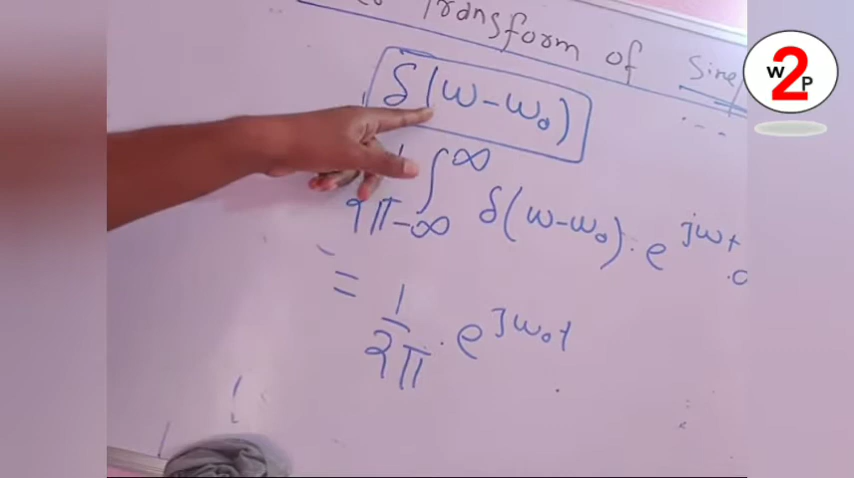 Transform of Sine
δ(ω-ω₀)
1/2π ∫-∞^∞ δ(ω-ω₀) · e^jωt ·
= 1/2π · e^jω₀t
w2p